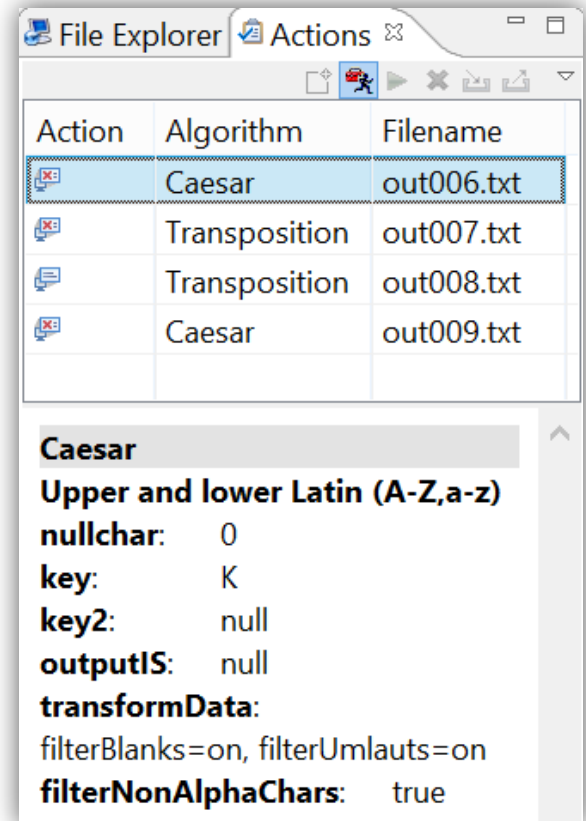 File Explorer Actions
Action Algorithm Filename
Caesar out006.txt
Transposition out007.txt
Transposition out008.txt
Caesar out009.txt
Caesar
Upper and lower Latin (A-Z,a-z)
nullchar: 0
key: K
key2: null
outputIS: null
transformData:
filterBlanks=on, filterUmlauts=on
filterNonAlphaChars: true